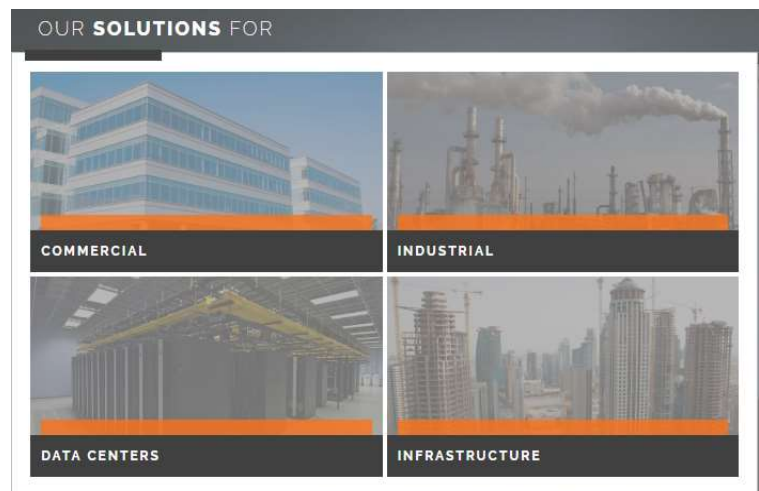 OUR SOLUTIONS FOR
COMMERCIAL
INDUSTRIAL
DATA CENTERS
INFRASTRUCTURE